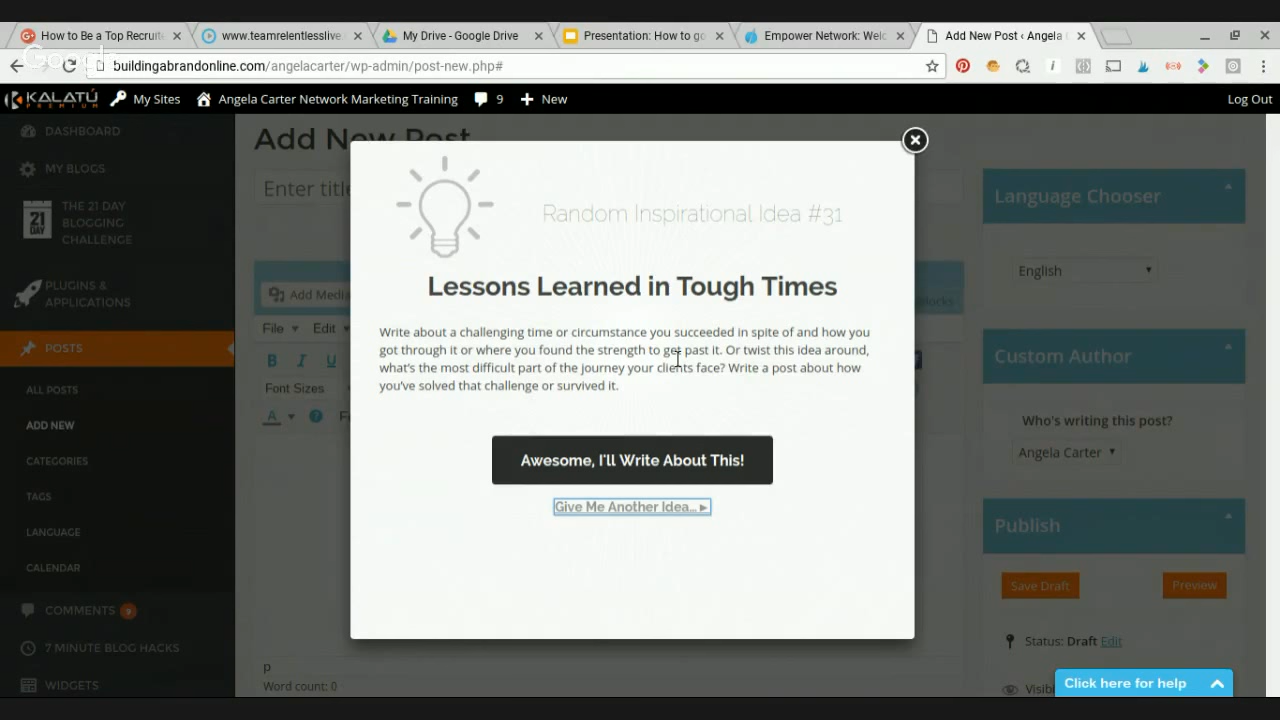 How to Be a Top Recruit
www.teamrelentlesslive.
My Drive - Google Drive
Presentation: How to go
Empower Network: Welc
Add New Post ‹ Angela C
Google
buildingabrandonline.com/angelacarter/wp-admin/post-new.php#
KALATÚ
PREMIUM
My Sites
Angela Carter Network Marketing Training
9
New
Log Out
DASHBOARD
MY BLOGS
21
DAY
THE 21 DAY
BLOGGING
CHALLENGE
PLUGINS &
APPLICATIONS
POSTS
ALL POSTS
ADD NEW
CATEGORIES
TAGS
LANGUAGE
CALENDAR
COMMENTS 9
7 MINUTE BLOG HACKS
WIDGETS
Add New Post
Enter title
Add Media
File
Edit
B I U
Font Sizes
A
p
Word count: 0
Random Inspirational Idea #31
Lessons Learned in Tough Times
Write about a challenging time or circumstance you succeeded in spite of and how you
got through it or where you found the strength to get past it. Or twist this idea around,
what's the most difficult part of the journey your clients face? Write a post about how
you've solved that challenge or survived it.
Awesome, I'll Write About This!
Give Me Another Idea... ►
Language Chooser
English
Custom Author
Who's writing this post?
Angela Carter
Publish
Save Draft
Preview
Status: Draft Edit
Click here for help